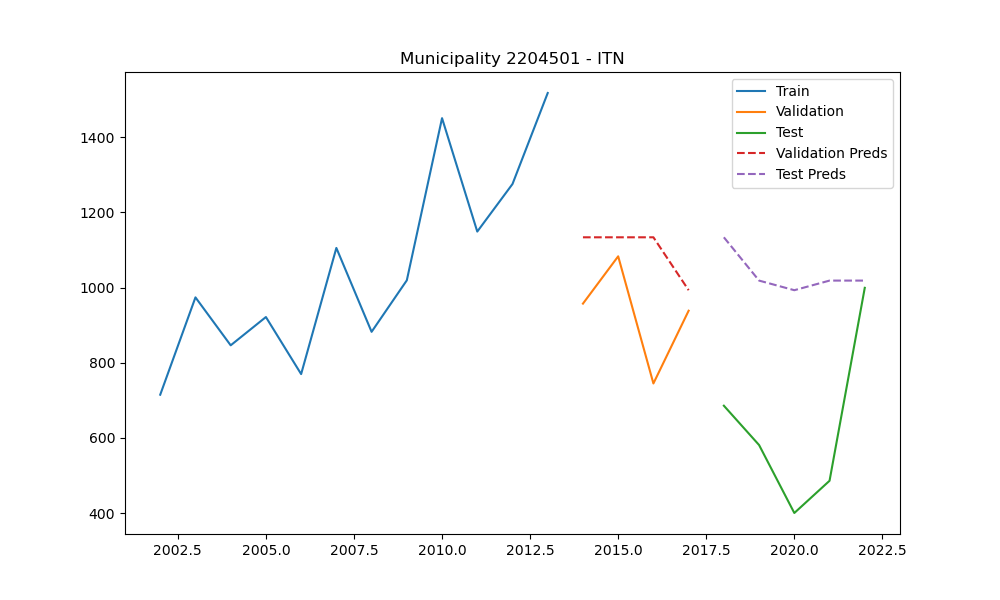 Municipality 2204501 - ITN
Train
Validation
Test
Validation Preds
Test Preds
1400
1200
1000
800
600
400
2002.5 2005.0 2007.5 2010.0 2012.5 2015.0 2017.5 2020.0 2022.5